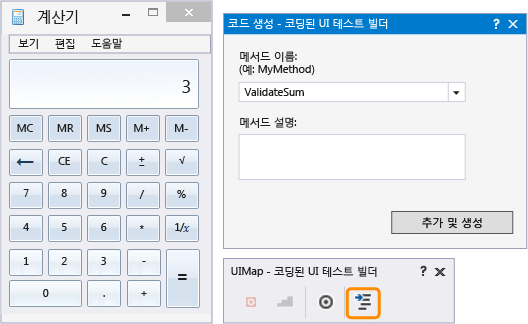 계산기
보기 편집 도움말
3
MC MR MS M+ M-
← CE C ± √
7 8 9 / %
4 5 6 * 1/x
1 2 3 - =
0 . +
코드 생성 - 코딩된 UI 테스트 빌더 ?
메서드 이름:
(예: MyMethod)
ValidateSum
메서드 설명:
추가 및 생성
UIMap - 코딩된 UI 테스트 빌더 ?